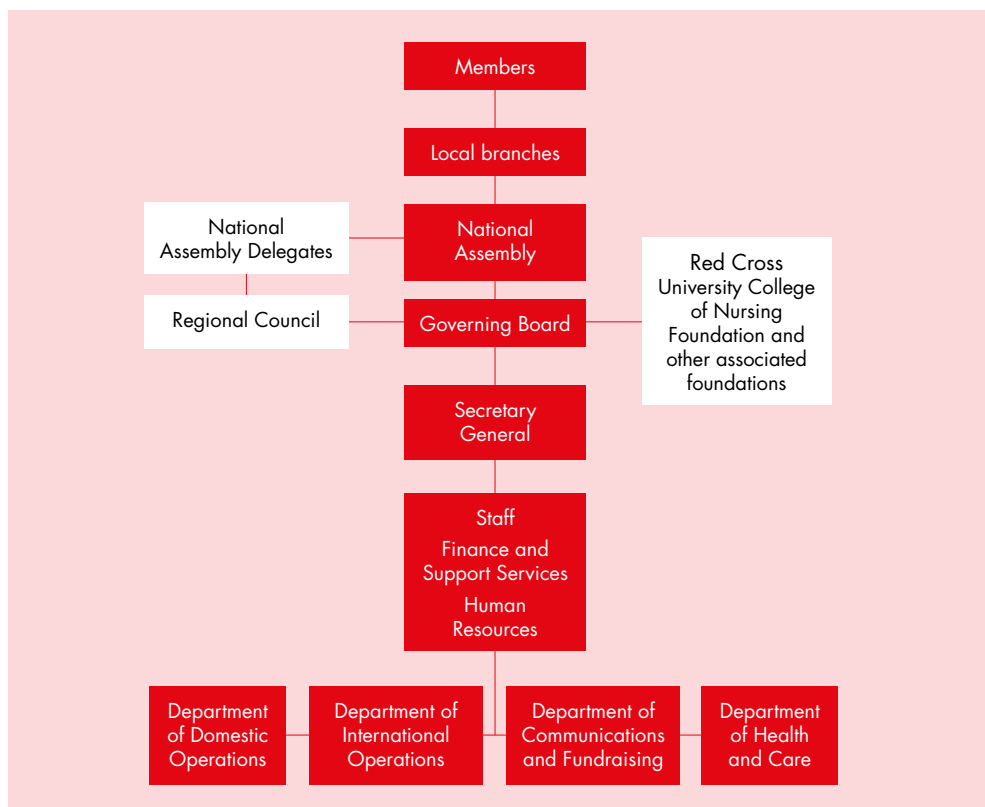 Members
Local branches
National
Assembly Delegates
National
Assembly
Regional Council
Governing Board
Red Cross
University College
of Nursing
Foundation and
other associated
foundations
Secretary
General
Staff
Finance and
Support Services
Human
Resources
Department
of Domestic
Operations
Department of
International
Operations
Department of
Communications
and Fundraising
Department
of Health
and Care